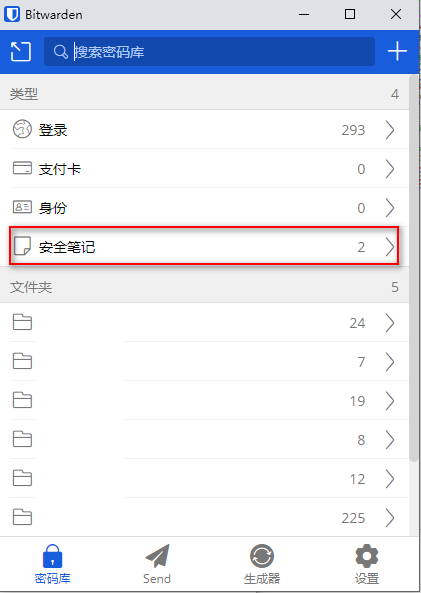 Bitwarden
搜索密码库
类型 4
登录 293
支付卡 0
身份 0
安全笔记 2
文件夹 5
24
7
19
8
12
225
密码库 Send 生成器 设置